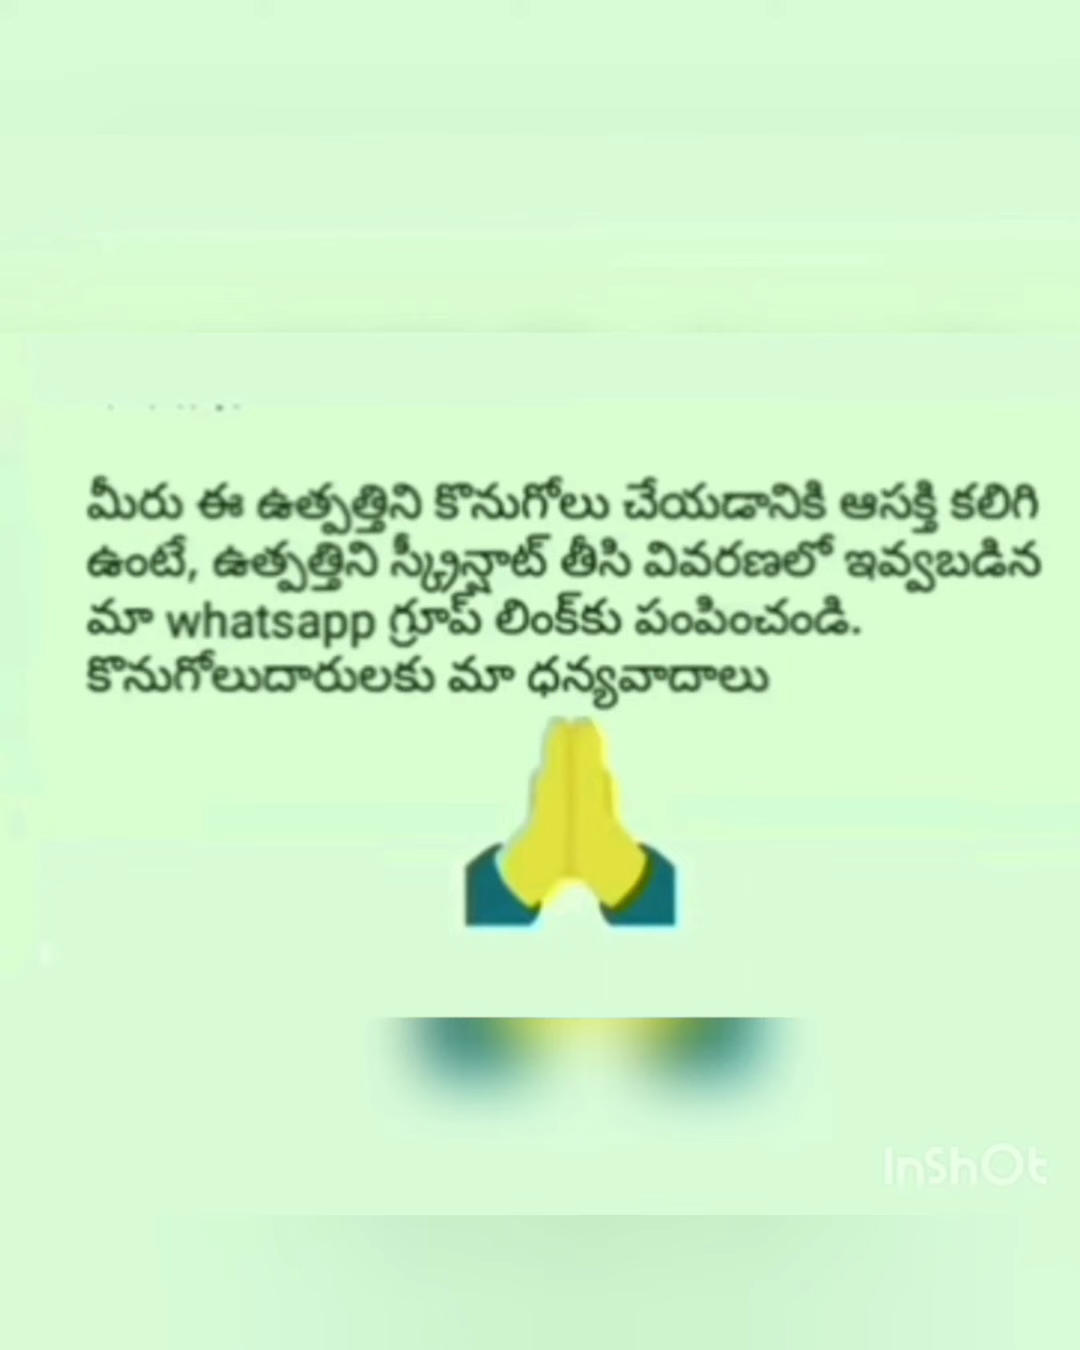 మీరు ఈ ఉత్పత్తిని కొనుగోలు చేయడానికి ఆసక్తి కలిగి
ఉంటే, ఉత్పత్తిని స్క్రీన్షాట్ తీసి వివరణలో ఇవ్వబడిన
మా whatsapp గ్రూప్ లింక్‌కు పంపించండి.
కొనుగోలుదారులకు మా ధన్యవాదాలు
InShOt